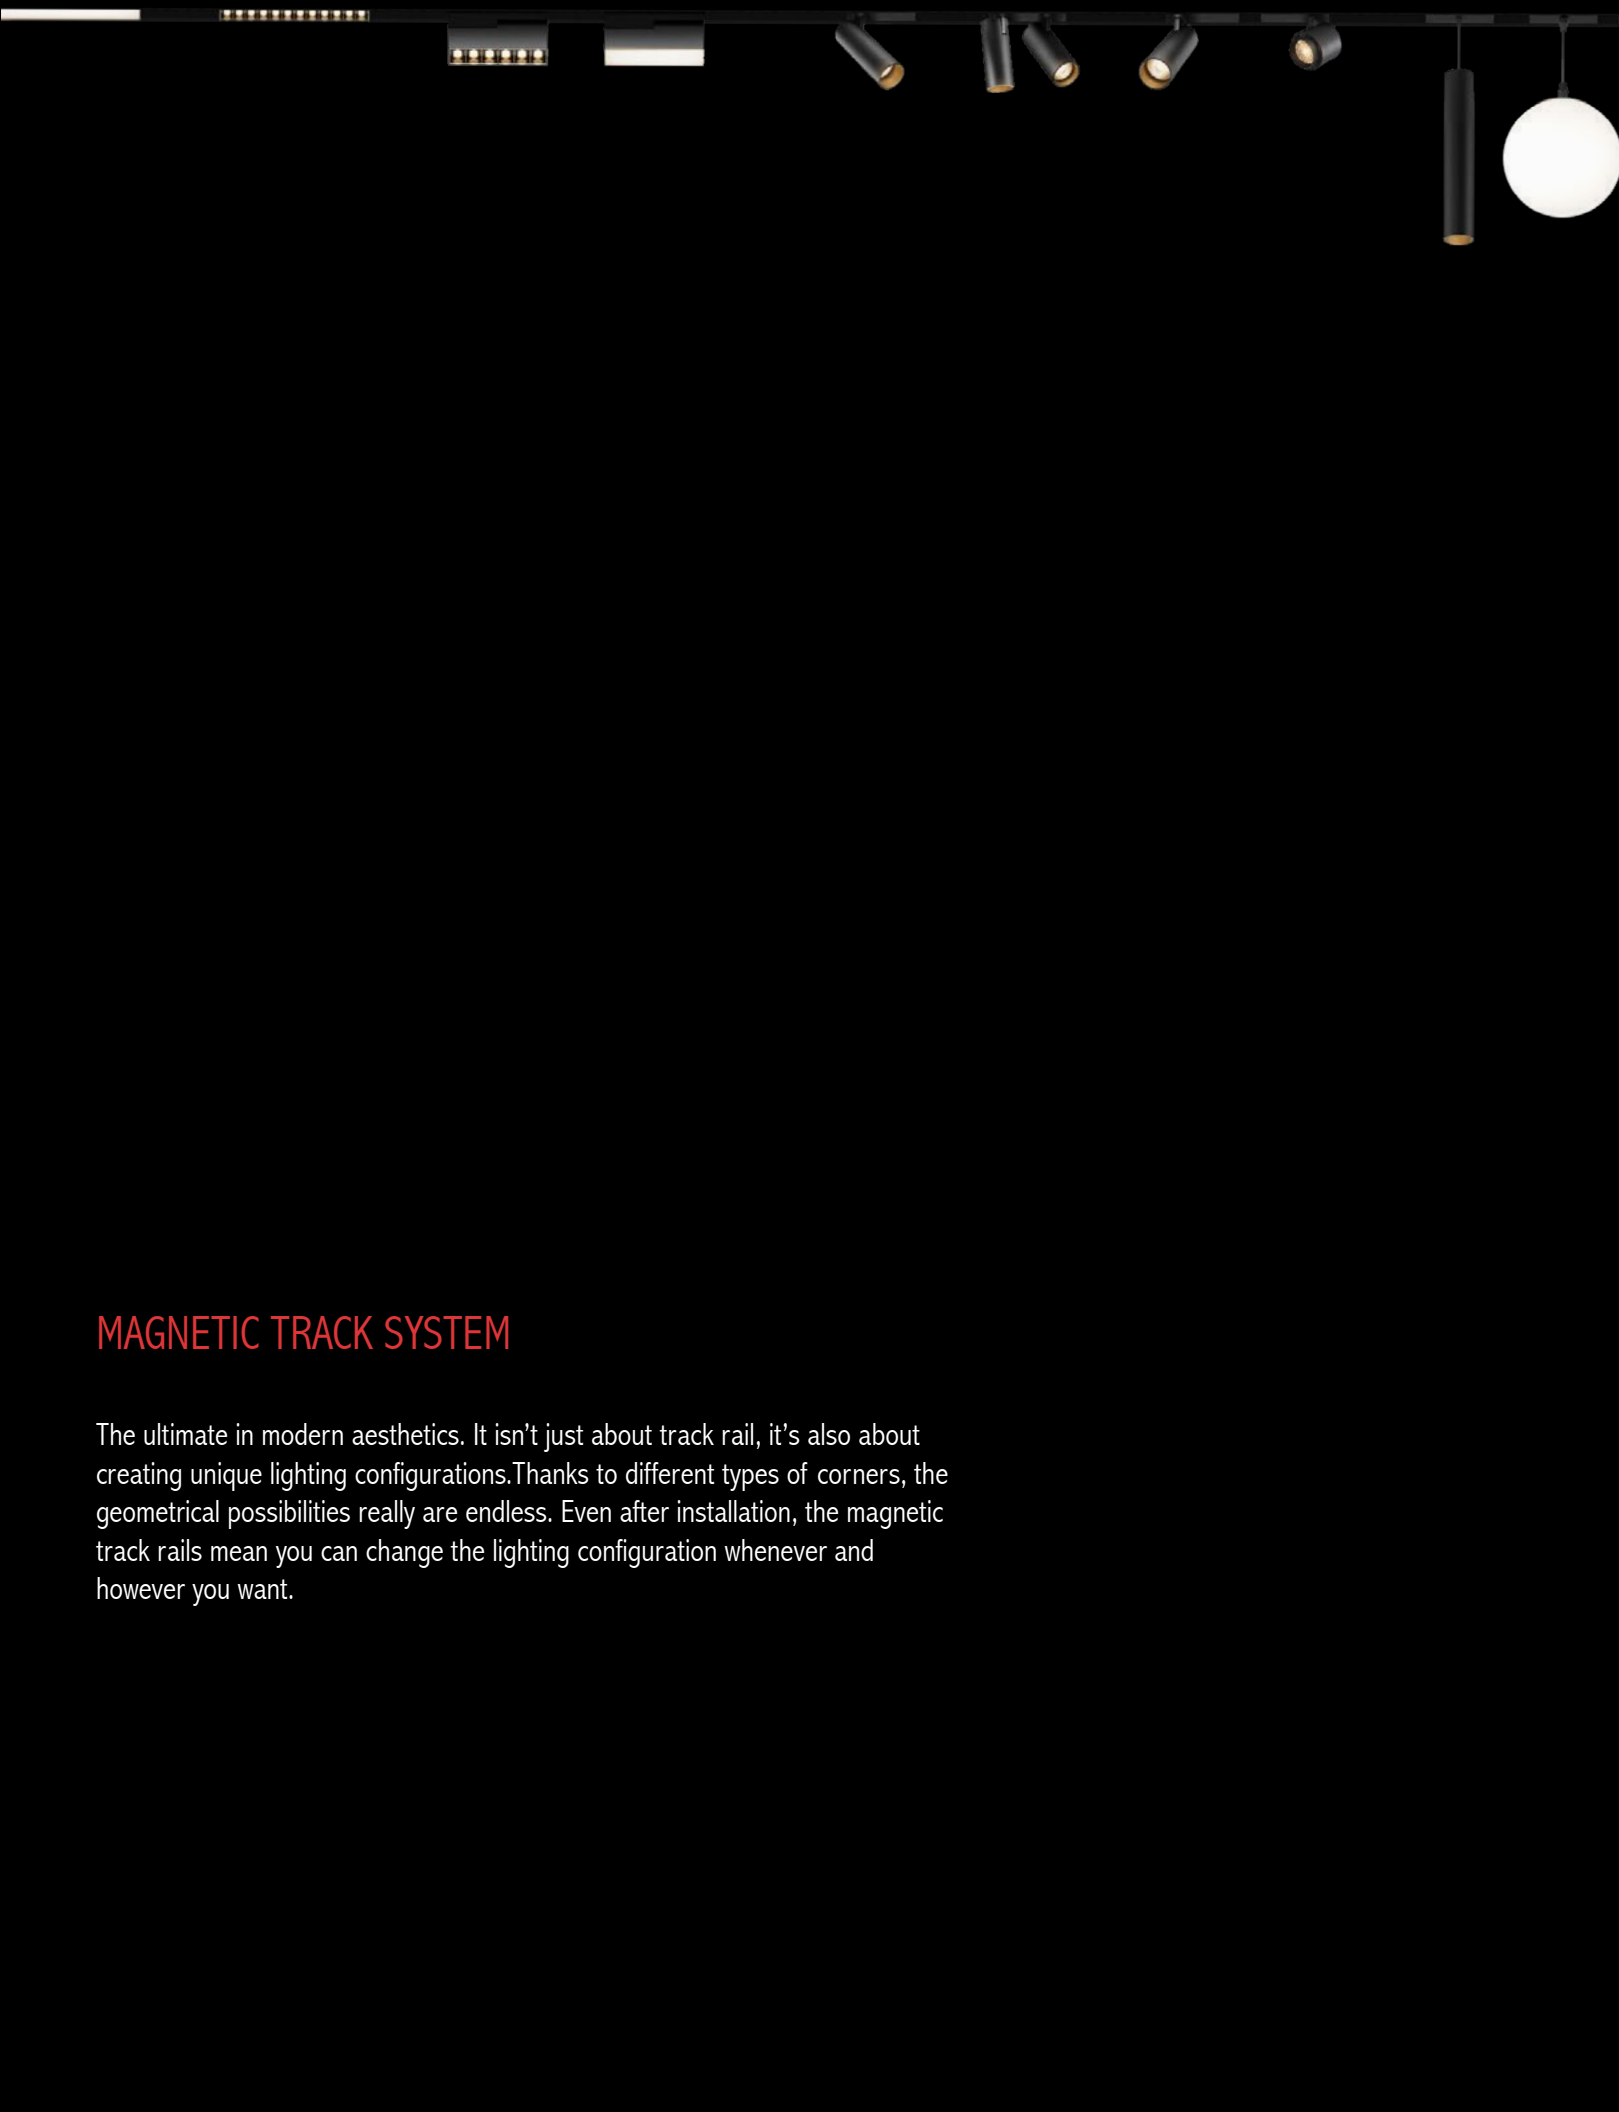 MAGNETIC TRACK SYSTEM
The ultimate in modern aesthetics. It isn’t just about track rail, it’s also about
creating unique lighting configurations.Thanks to different types of corners, the
geometrical possibilities really are endless. Even after installation, the magnetic
track rails mean you can change the lighting configuration whenever and
however you want.